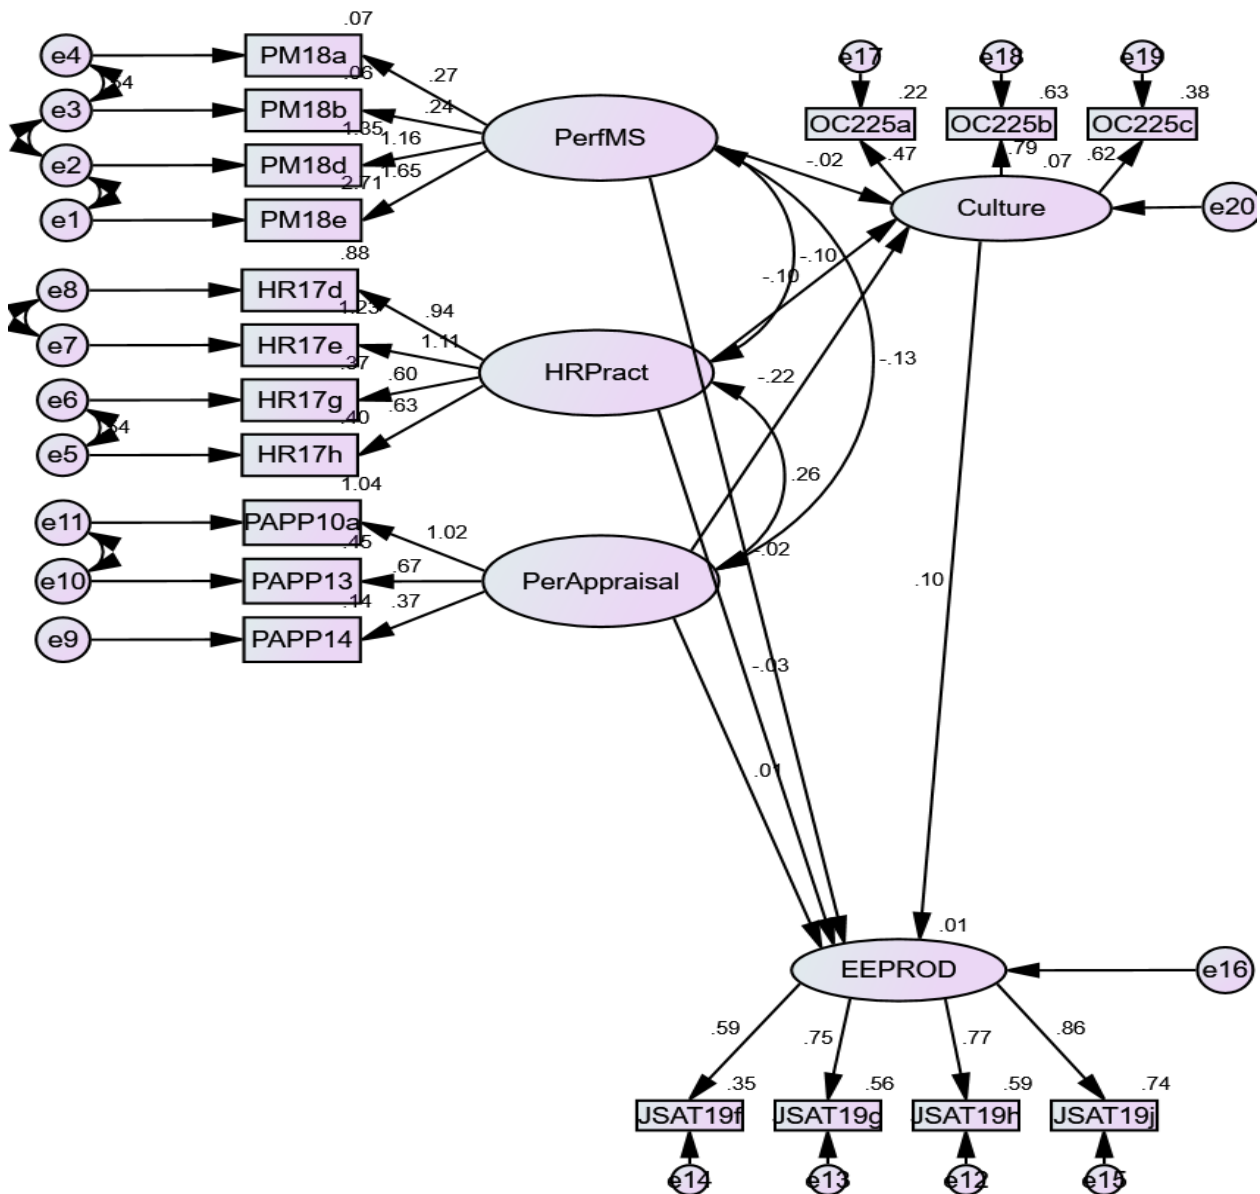 .07
e4 PM18a
.06 .27
.54
e3 PM18b
.24
1.35 1.16
e2 PM18d
1.65
2.71
e1 PM18e
PerfMS
e17 e18 e19
.22 .63 .38
OC225a OC225b OC225c
-.02 .47 .79 .07 .62
Culture
e20
.88
e8 HR17d
.94
1.23
1.11
e7 HR17e
.37
.60
e6 HR17g
.63
.40
.54
e5 HR17h
HRPract
-.10 -.10
-.13
-.22
.26
1.04
e11 PAPP10a
1.02
.45
.67
e10 PAPP13
.14 .37
e9 PAPP14
PerAppraisal
-.02
.10
-.03
.01
.01
EEPROD
e16
.59 .75 .77 .86
.35 .56 .59 .74
JSAT19f JSAT19g JSAT19h JSAT19j
e14 e13 e12 e15